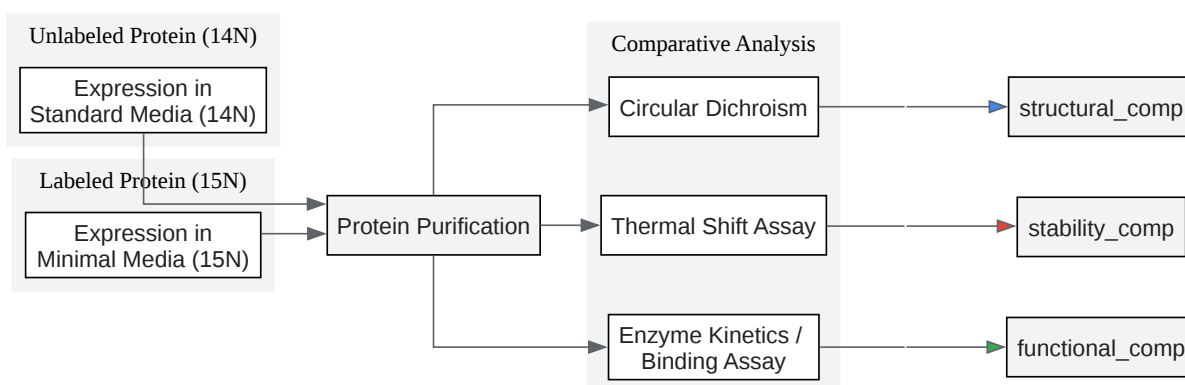 Unlabeled Protein (14N)
Expression in
Standard Media (14N)
Labeled Protein (15N)
Expression in
Minimal Media (15N)
Protein Purification
Comparative Analysis
Circular Dichroism
Thermal Shift Assay
Enzyme Kinetics /
Binding Assay
structural_comp
stability_comp
functional_comp